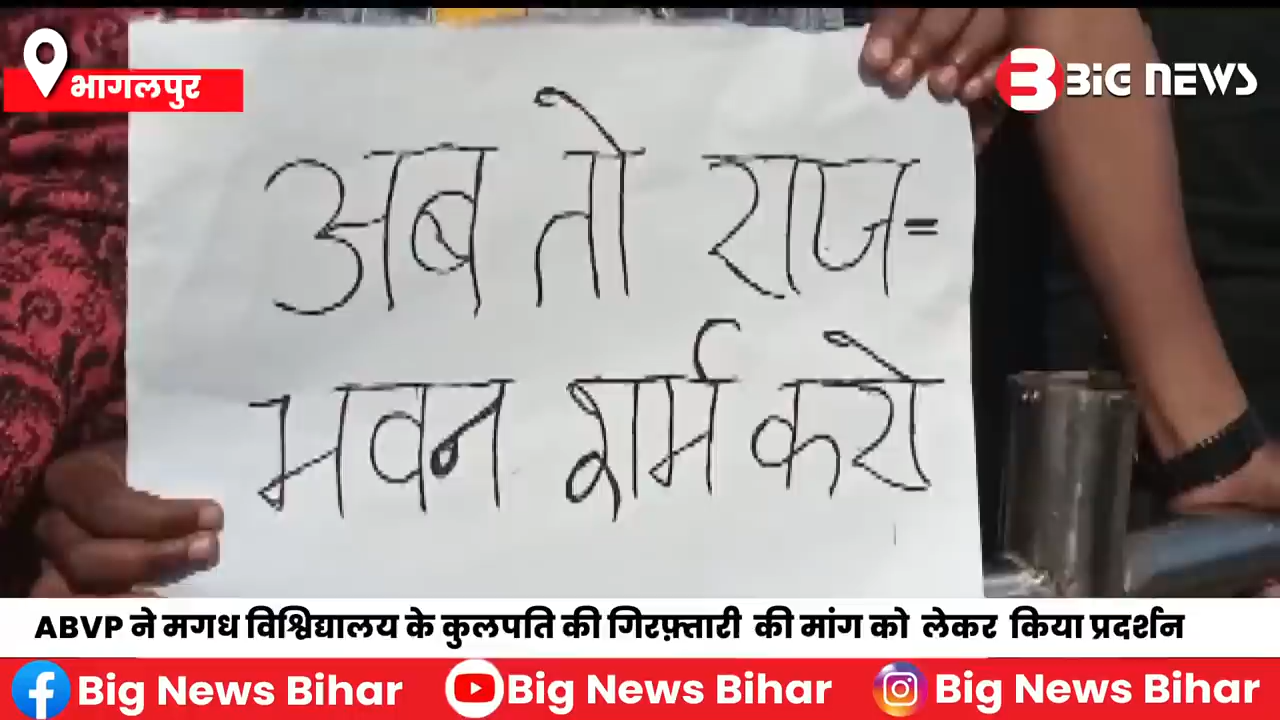 भागलपुर
3 BiG NEWS
अब तो राज=
भवन शर्म करो
ABVP ने मगध विश्विद्यालय के कुलपति की गिरफ़्तारी की मांग को लेकर किया प्रदर्शन
Big News Bihar Big News Bihar Big News Bihar